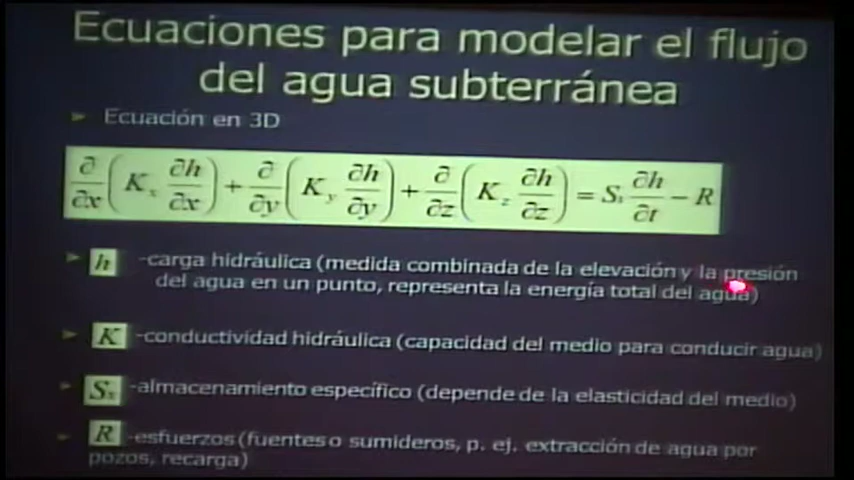 Ecuaciones para modelar el flujo
del agua subterránea
Ecuación en 3D
∂/∂x (Kₓ ∂h/∂x) + ∂/∂y (K_y ∂h/∂y) + ∂/∂z (K_z ∂h/∂z) = Sₛ ∂h/∂t − R
h -carga hidráulica (medida combinada de la elevación y la presión
del agua en un punto, representa la energía total del agua)
K -conductividad hidráulica (capacidad del medio para conducir agua)
Sₛ -almacenamiento específico (depende de la elasticidad del medio)
R -esfuerzos (fuentes o sumideros, p. ej. extracción de agua por
pozos, recarga)